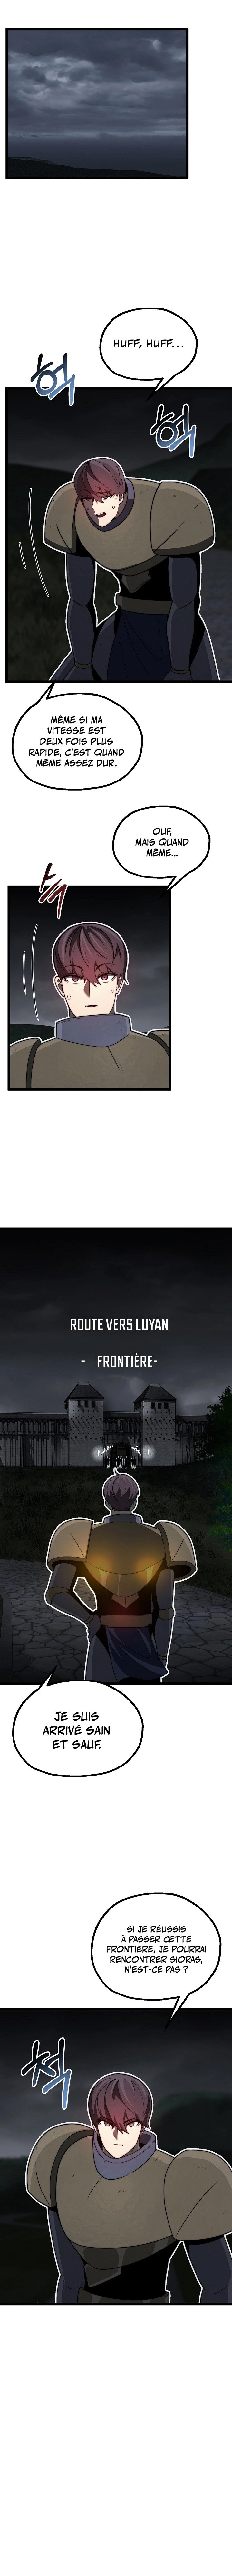 HUFF, HUFF...
헉
헉
MÊME SI MA
VITESSE EST
DEUX FOIS PLUS
RAPIDE, C'EST QUAND
MÊME ASSEZ DUR.
OUF,
MAIS QUAND
MÊME...
ROUTE VERS LUYAN
- FRONTIÈRE-
JE SUIS
ARRIVÉ SAIN
ET SAUF.
SI JE RÉUSSIS
À PASSER CETTE
FRONTIÈRE, JE POURRAI
RENCONTRER SIORAS,
N'EST-CE PAS ?